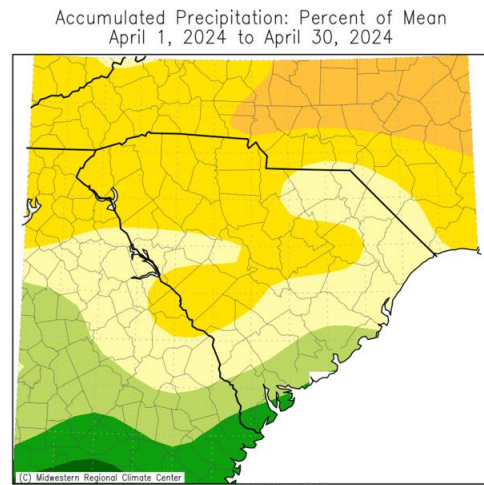 Accumulated Precipitation: Percent of Mean
April 1, 2024 to April 30, 2024
(C) Midwestern Regional Climate Center